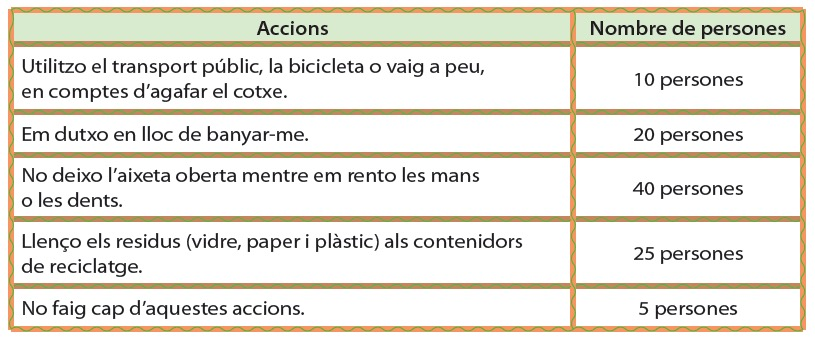 Accions
Nombre de persones
Utilitzo el transport públic, la bicicleta o vaig a peu,
en comptes d'agafar el cotxe.
10 persones
Em dutxo en lloc de banyar-me.
20 persones
No deixo l'aixeta oberta mentre em rento les mans
o les dents.
40 persones
Llenço els residus (vidre, paper i plàstic) als contenidors
de reciclatge.
25 persones
No faig cap d'aquestes accions.
5 persones